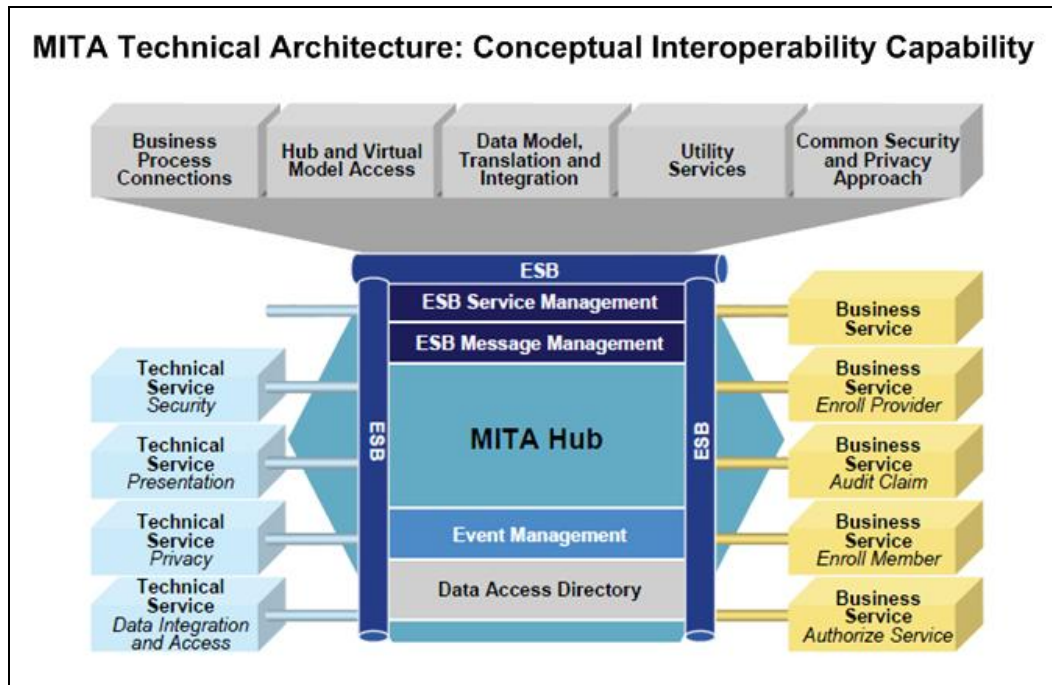 MITA Technical Architecture: Conceptual Interoperability Capability
Business
Process
Connections
Hub and Virtual
Model Access
Data Model,
Translation and
Integration
Utility
Services
Common Security
and Privacy
Approach
ESB
ESB Service Management
ESB Message Management
MITA Hub
Event Management
Data Access Directory
ESB
ESB
Technical
Service
Security
Technical
Service
Presentation
Technical
Service
Privacy
Technical
Service
Data Integration
and Access
Business
Service
Business
Service
Enroll Provider
Business
Service
Audit Claim
Business
Service
Enroll Member
Business
Service
Authorize Service